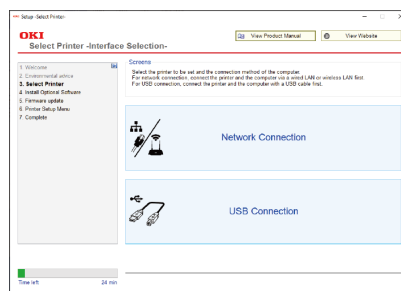 Setup -Select Printer-
OKI
View Product Manual
View Website
Select Printer -Interface Selection-
1. Welcome
2. Environmental advice
3. Select Printer
4. Install Optional Software
5. Firmware update
6. Printer Setup Menu
7. Complete
Screens
Select the printer to be set and the connection method of the computer.
For network connection, connect the printer and the computer via a wired LAN or wireless LAN first.
For USB connection, connect the printer and the computer with a USB cable first.
Network Connection
USB Connection
Time left
24 min